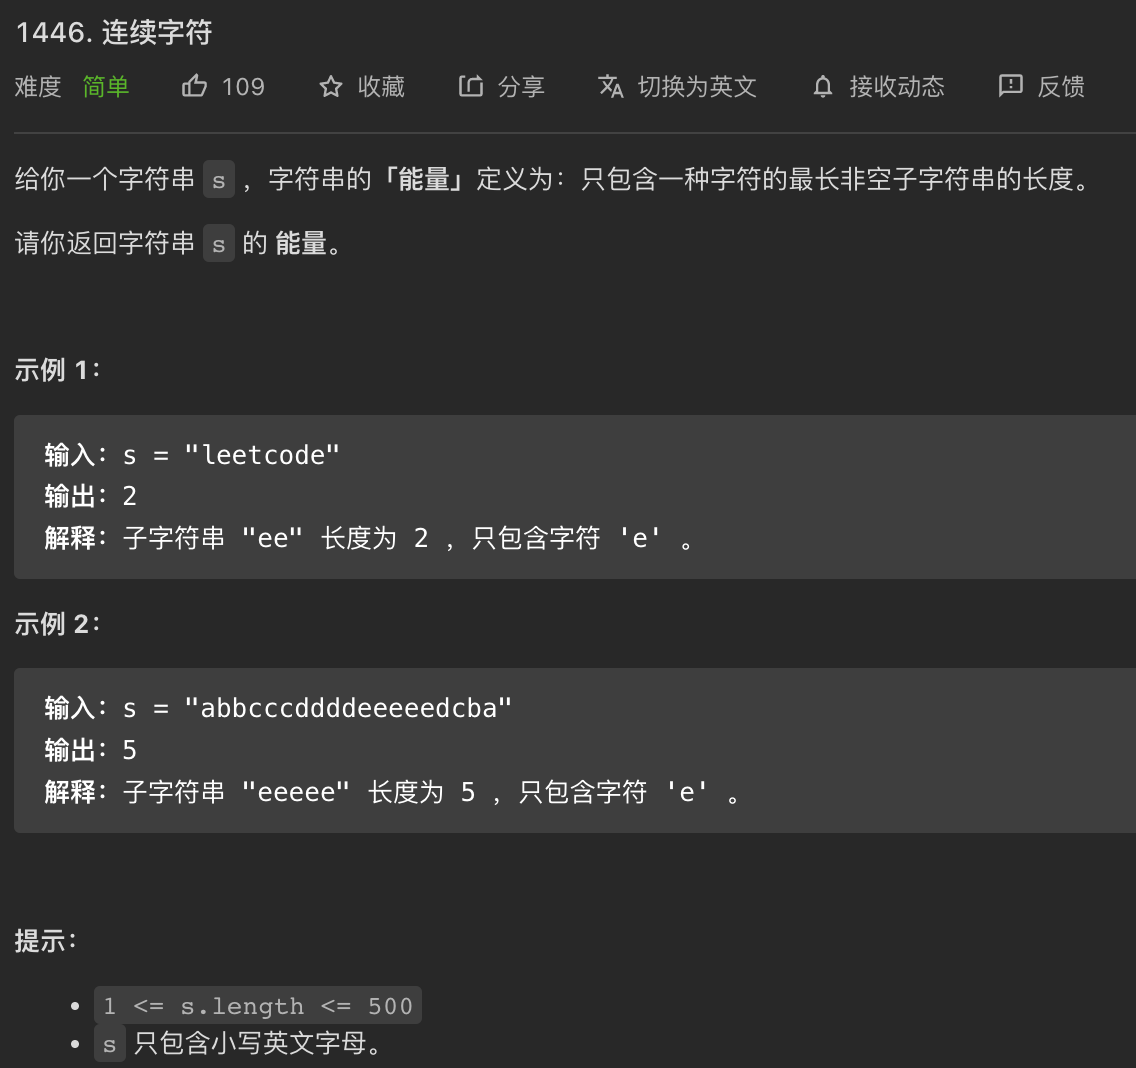 1446. 连续字符
难度 简单 109 收藏 分享 切换为英文 接收动态 反馈
给你一个字符串 s ，字符串的「能量」定义为：只包含一种字符的最长非空子字符串的长度。
请你返回字符串 s 的 能量。
示例 1：
输入：s = "leetcode"
输出：2
解释：子字符串 "ee" 长度为 2 ，只包含字符 'e' 。
示例 2：
输入：s = "abbcccddddeeeeedcba"
输出：5
解释：子字符串 "eeeee" 长度为 5 ，只包含字符 'e' 。
提示：
• 1 <= s.length <= 500
• s 只包含小写英文字母。